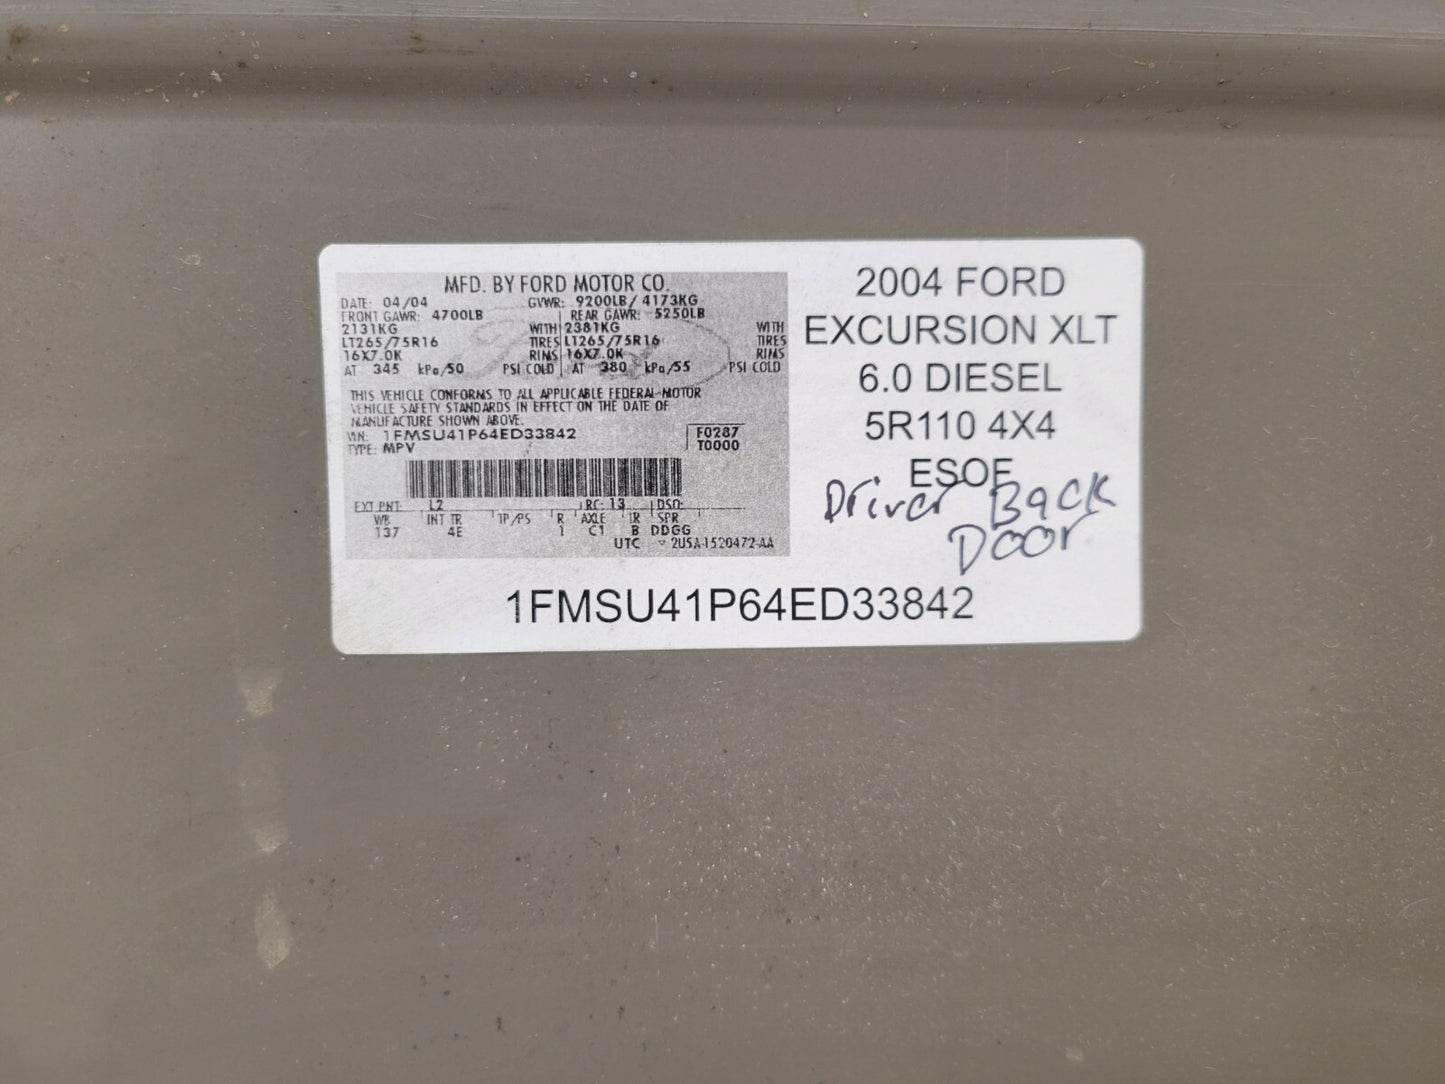 MFD. BY FORD MOTOR CO.
DATE: 04/04 GVWR: 9200LB/ 4173KG
FRONT GAWR: 4700LB REAR GAWR: 5250LB
2131KG WITH 2381KG WITH
LT265/75R16 TIRES LT265/75R16 TIRES
16X7.0K RIMS 16X7.0K RIMS
AT 345 kPa/50 PSI COLD AT 380 kPa/55 PSI COLD
THIS VEHICLE CONFORMS TO ALL APPLICABLE FEDERAL MOTOR
VEHICLE SAFETY STANDARDS IN EFFECT ON THE DATE OF
MANUFACTURE SHOWN ABOVE.
VIN: 1FMSU41P64ED33842 F0287
TYPE: MPV T0000
EXT PNT: L2 RC: 13 DSO:
WB INT TR TP/PS R AXLE TR SPR
137 4E 1 C1 B DDGG
UTC 2U5A-1520472-AA
2004 FORD
EXCURSION XLT
6.0 DIESEL
5R110 4X4
ESOF
Driver Back
Door
1FMSU41P64ED33842